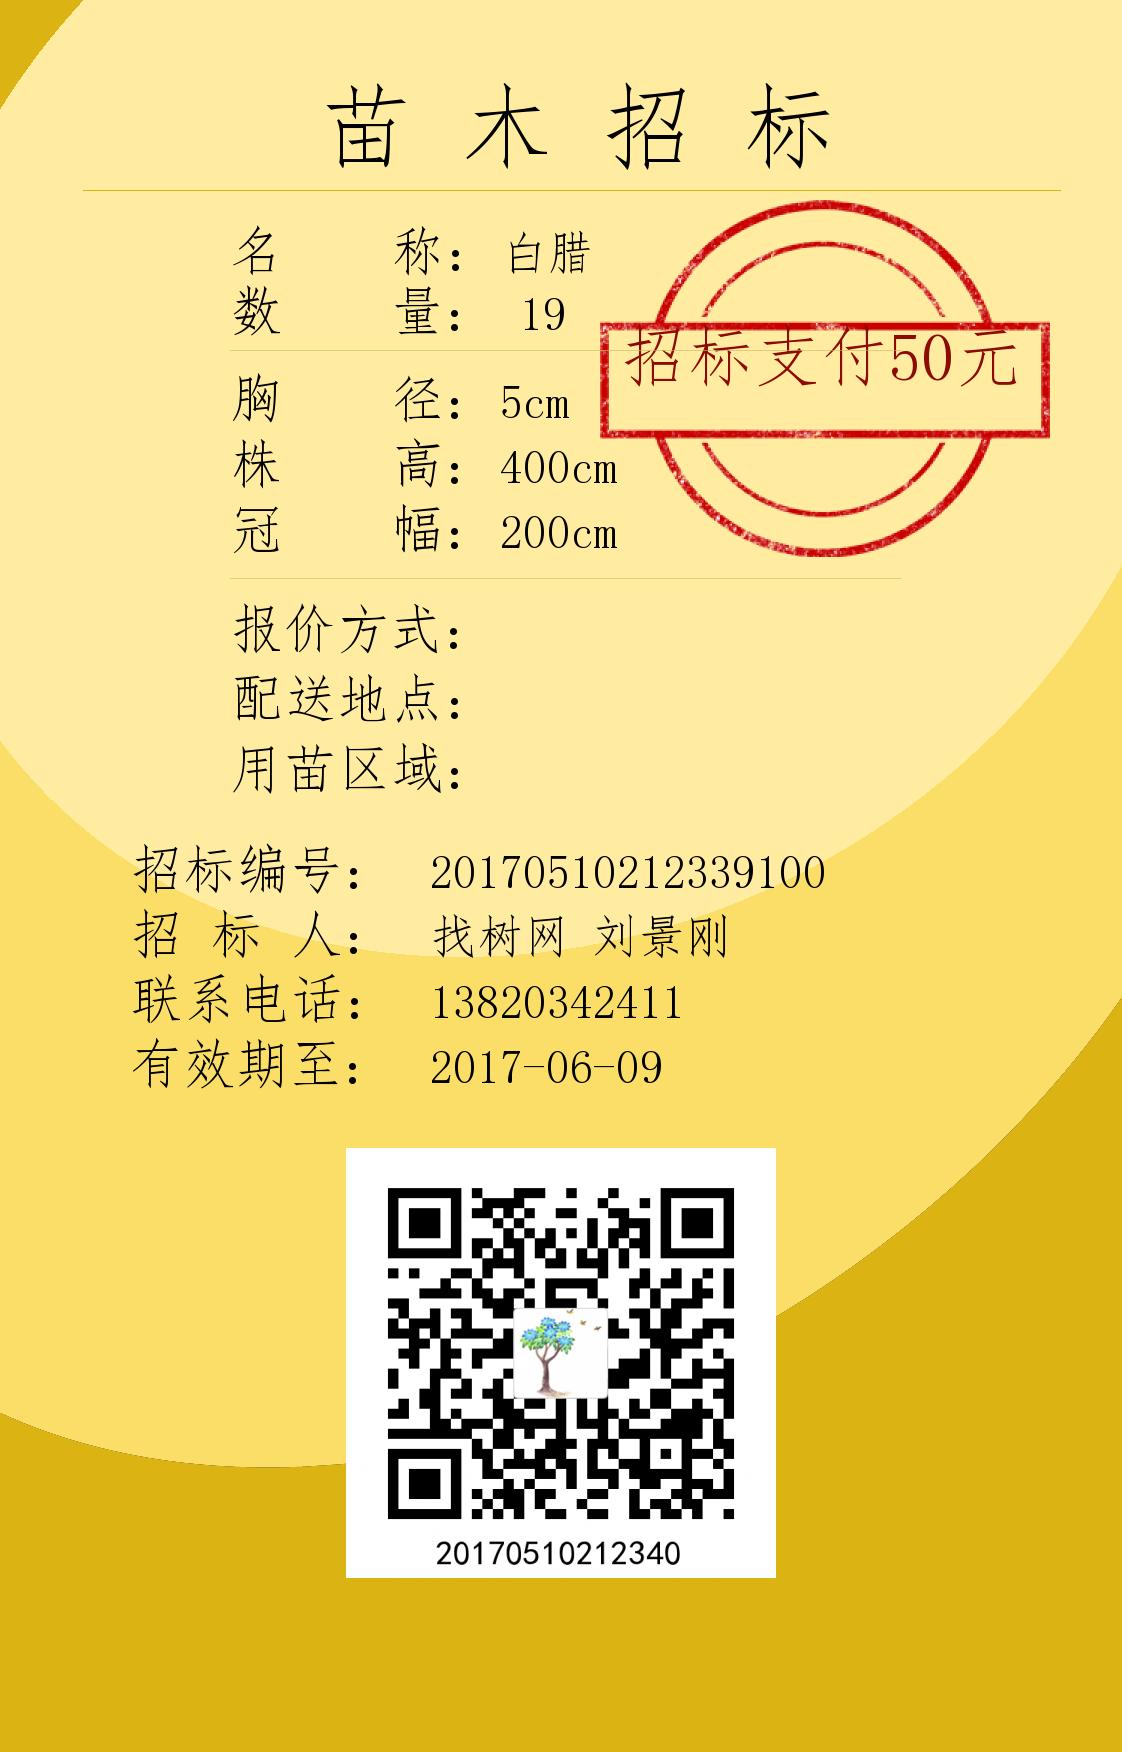 苗木招标
名称：白腊
数量：19
招标支付50元
胸径：5cm
株高：400cm
冠幅：200cm
报价方式：
配送地点：
用苗区域：
招标编号：20170510212339100
招标人：找树网 刘景刚
联系电话：13820342411
有效期至：2017-06-09
20170510212340